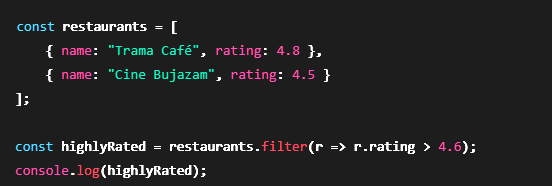 const restaurants = [
    { name: "Trama Café", rating: 4.8 },
    { name: "Cine Bujazam", rating: 4.5 }
];

const highlyRated = restaurants.filter(r => r.rating > 4.6);
console.log(highlyRated);